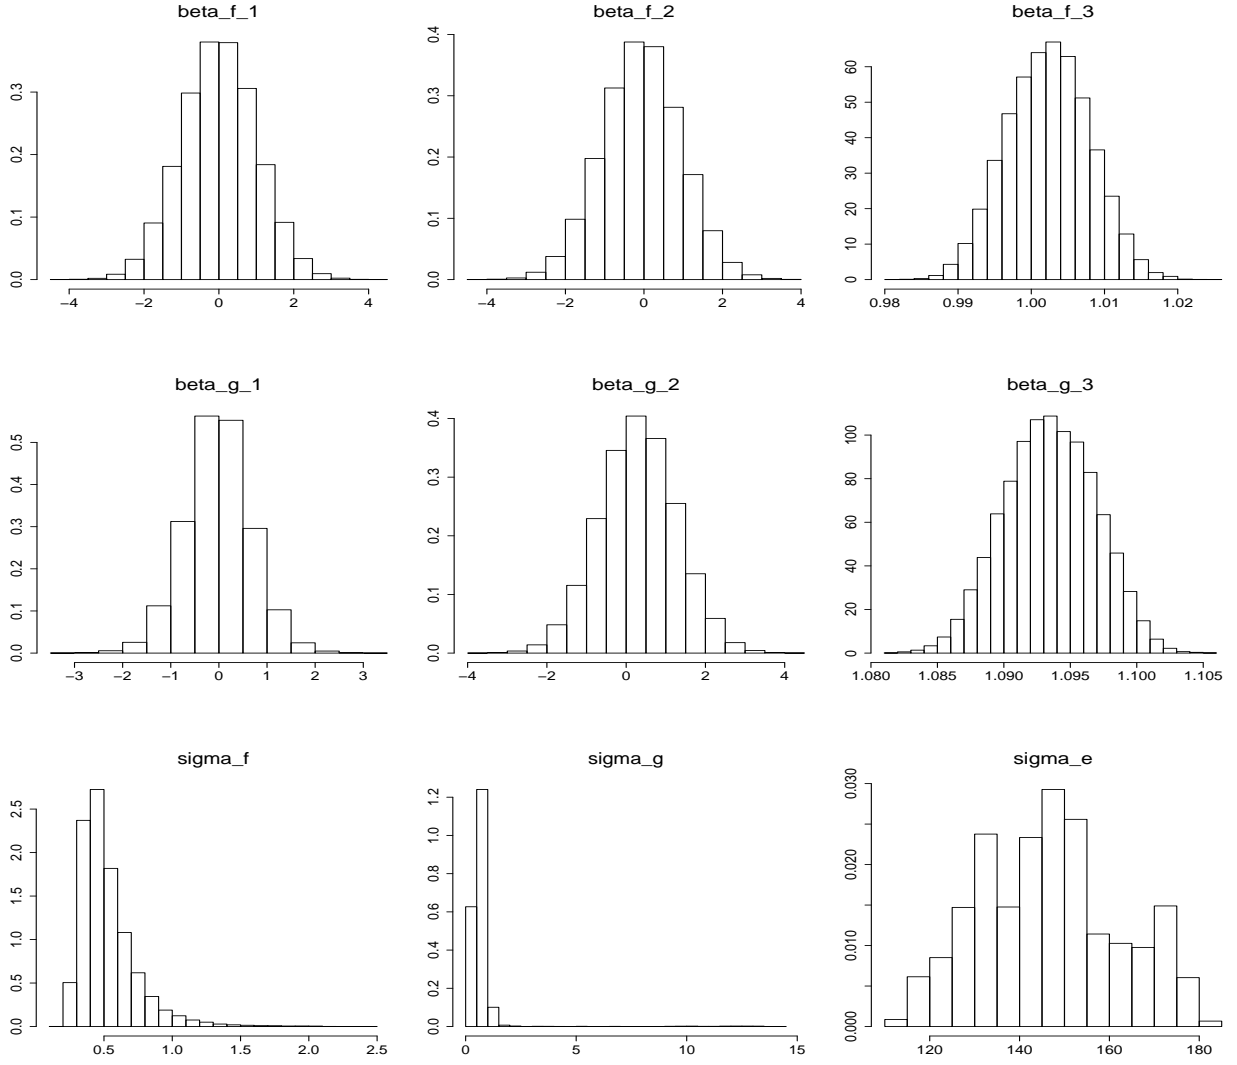 beta_f_1 beta_f_2 beta_f_3
0.0 0.1 0.2 0.3
−4 −2 0 2 4
0.0 0.1 0.2 0.3 0.4
−4 −2 0 2 4
0 10 20 30 40 50 60
0.98 0.99 1.00 1.01 1.02
beta_g_1 beta_g_2 beta_g_3
0.0 0.1 0.2 0.3 0.4 0.5
−3 −2 −1 0 1 2 3
0.0 0.1 0.2 0.3 0.4
−4 −2 0 2 4
0 20 40 60 80 100
1.080 1.085 1.090 1.095 1.100 1.105
sigma_f sigma_g sigma_e
0.0 0.5 1.0 1.5 2.0 2.5
0.5 1.0 1.5 2.0 2.5
0.0 0.2 0.4 0.6 0.8 1.0 1.2
0 5 10 15
0.000 0.010 0.020 0.030
120 140 160 180